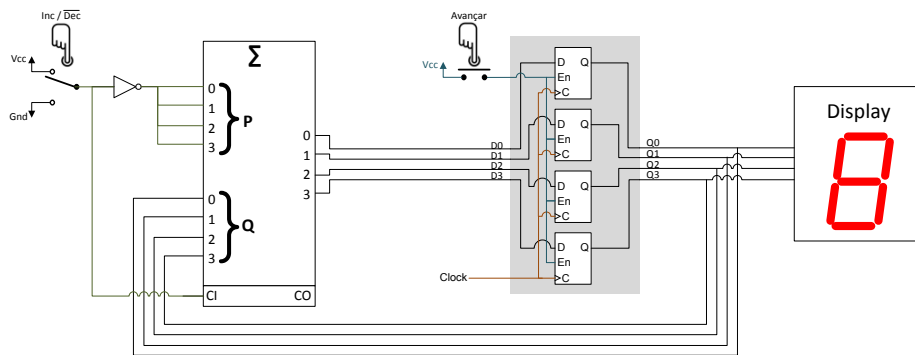 Inc / Dec
Vcc
Gnd
Σ
0
1
2
3
P
0
1
2
3
Q
CI
CO
0
1
2
3
D0
D1
D2
D3
Avançar
Vcc
Clock
D Q
En
C
D Q
En
C
D Q
En
C
D Q
En
C
Q0
Q1
Q2
Q3
Display
8